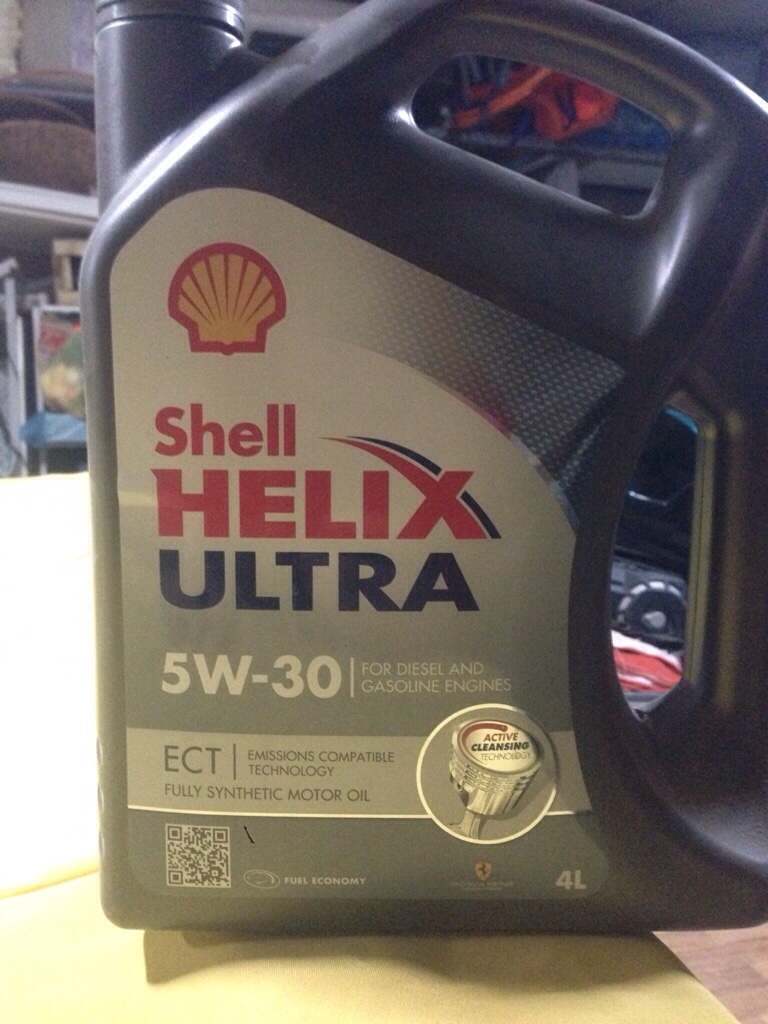 Shell
HELIX
ULTRA
5W-30
FOR DIESEL AND
GASOLINE ENGINES
ECT
EMISSIONS COMPATIBLE
TECHNOLOGY
FULLY SYNTHETIC MOTOR OIL
ACTIVE
CLEANSING
TECHNOLOGY
FUEL ECONOMY
4L